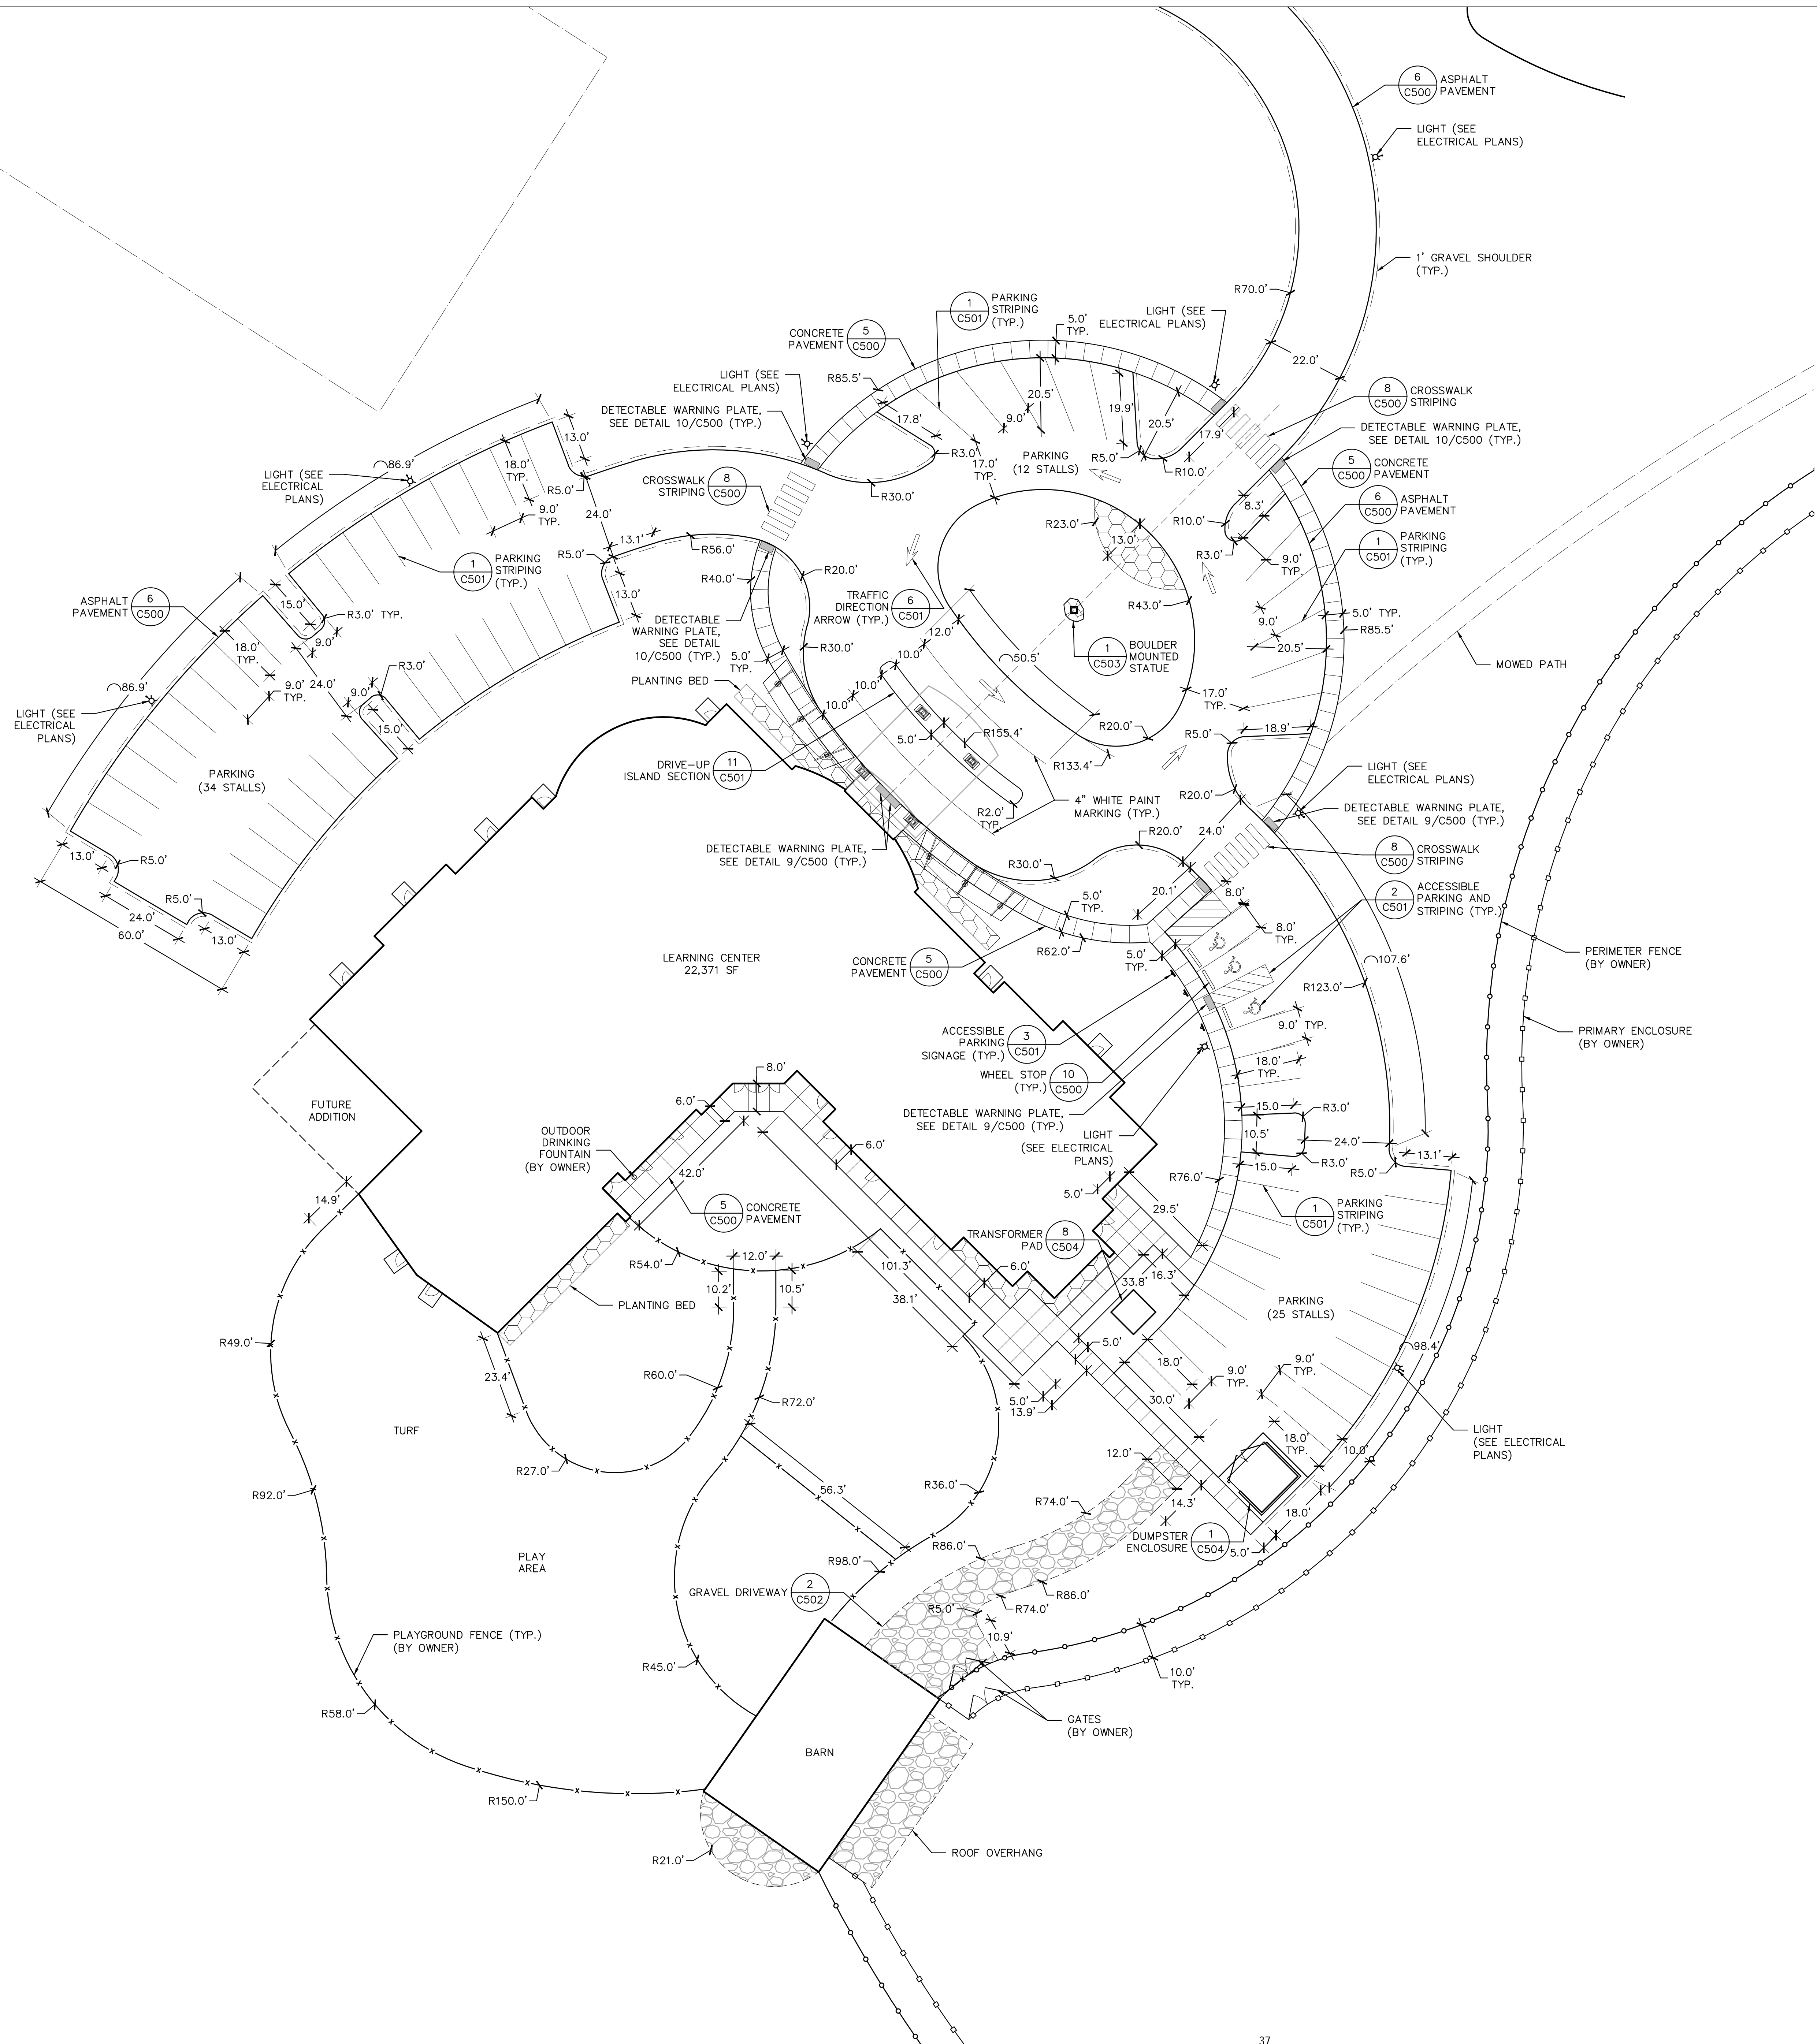 6
C500
ASPHALT
PAVEMENT
LIGHT (SEE
ELECTRICAL PLANS)
1' GRAVEL SHOULDER
(TYP.)
R70.0'
22.0'
1
C501
PARKING
STRIPING
(TYP.)
5.0'
TYP.
LIGHT (SEE
ELECTRICAL PLANS)
CONCRETE
PAVEMENT
5
C500
LIGHT (SEE
ELECTRICAL PLANS)
R85.5'
DETECTABLE WARNING PLATE,
SEE DETAIL 10/C500 (TYP.)
17.8'
9.0'
20.5'
19.9'
20.5'
17.9'
8
C500
CROSSWALK
STRIPING
DETECTABLE WARNING PLATE,
SEE DETAIL 10/C500 (TYP.)
R3.0'
17.0'
TYP.
PARKING
(12 STALLS)
R5.0'
R10.0'
5
C500
CONCRETE
PAVEMENT
6
C500
ASPHALT
PAVEMENT
1
C501
PARKING
STRIPING
(TYP.)
86.9'
13.0'
18.0'
TYP.
LIGHT (SEE
ELECTRICAL
PLANS)
R5.0'
9.0'
TYP.
24.0'
CROSSWALK
STRIPING
8
C500
R30.0'
R23.0'
13.0'
8.3'
R10.0'
R3.0'
9.0'
TYP.
13.1'
R56.0'
R5.0'
1
C501
PARKING
STRIPING
(TYP.)
R40.0'
R20.0'
13.0'
ASPHALT
PAVEMENT
6
C500
15.0'
R3.0' TYP.
9.0'
18.0'
TYP.
DETECTABLE
WARNING PLATE,
SEE DETAIL
10/C500 (TYP.)
TRAFFIC
DIRECTION
ARROW (TYP.)
6
C501
R43.0'
5.0' TYP.
R85.5'
9.0'
20.5'
12.0'
50.5'
1
C503
BOULDER
MOUNTED
STATUE
MOWED PATH
5.0'
TYP.
R30.0'
10.0'
10.0'
10.0'
PLANTING BED
R3.0'
9.0'
24.0'
15.0'
86.9'
9.0'
TYP.
LIGHT (SEE
ELECTRICAL
PLANS)
17.0'
TYP.
R20.0'
R5.0'
18.9'
5.0'
R155.4'
R133.4'
DRIVE-UP
ISLAND SECTION
11
C501
PARKING
(34 STALLS)
LIGHT (SEE
ELECTRICAL PLANS)
R20.0'
R2.0'
TYP.
4" WHITE PAINT
MARKING (TYP.)
DETECTABLE WARNING PLATE,
SEE DETAIL 9/C500 (TYP.)
24.0'
R20.0'
DETECTABLE WARNING PLATE,
SEE DETAIL 9/C500 (TYP.)
8
C500
CROSSWALK
STRIPING
R30.0'
13.0'
R5.0'
R5.0'
24.0'
13.0'
60.0'
20.1'
8.0'
8.0'
TYP.
5.0'
TYP.
2
C501
ACCESSIBLE
PARKING AND
STRIPING (TYP.)
R62.0'
5.0'
TYP.
LEARNING CENTER
22,371 SF
CONCRETE
PAVEMENT
5
C500
107.6'
R123.0'
PERIMETER FENCE
(BY OWNER)
9.0' TYP.
PRIMARY ENCLOSURE
(BY OWNER)
ACCESSIBLE
PARKING
SIGNAGE (TYP.)
3
C501
WHEEL STOP
(TYP.)
10
C500
18.0'
TYP.
DETECTABLE WARNING PLATE,
SEE DETAIL 9/C500 (TYP.)
8.0'
6.0'
FUTURE
ADDITION
OUTDOOR
DRINKING
FOUNTAIN
(BY OWNER)
6.0'
LIGHT
(SEE ELECTRICAL
PLANS)
15.0
R3.0'
10.5'
24.0'
R3.0'
15.0
R5.0'
13.1'
R76.0'
42.0'
5.0'
14.9'
5
C500
CONCRETE
PAVEMENT
29.5'
1
C501
PARKING
STRIPING
(TYP.)
TRANSFORMER
PAD
8
C504
R54.0'
12.0'
101.3'
6.0'
33.8'
16.3'
10.2'
10.5'
38.1'
PLANTING BED
PARKING
(25 STALLS)
R49.0'
5.0'
98.4'
23.4'
R60.0'
18.0'
9.0'
TYP.
9.0'
TYP.
R72.0'
5.0'
13.9'
30.0'
TURF
18.0'
TYP.
10.0'
LIGHT
(SEE ELECTRICAL
PLANS)
R27.0'
12.0'
R92.0'
56.3'
R36.0'
R74.0'
14.3'
18.0'
DUMPSTER
ENCLOSURE
1
C504
5.0'
R86.0'
PLAY
AREA
R98.0'
GRAVEL DRIVEWAY
2
C502
R86.0'
R74.0'
R5.0'
10.9'
PLAYGROUND FENCE (TYP.)
(BY OWNER)
R45.0'
10.0'
TYP.
R58.0'
GATES
(BY OWNER)
BARN
R150.0'
ROOF OVERHANG
R21.0'
37